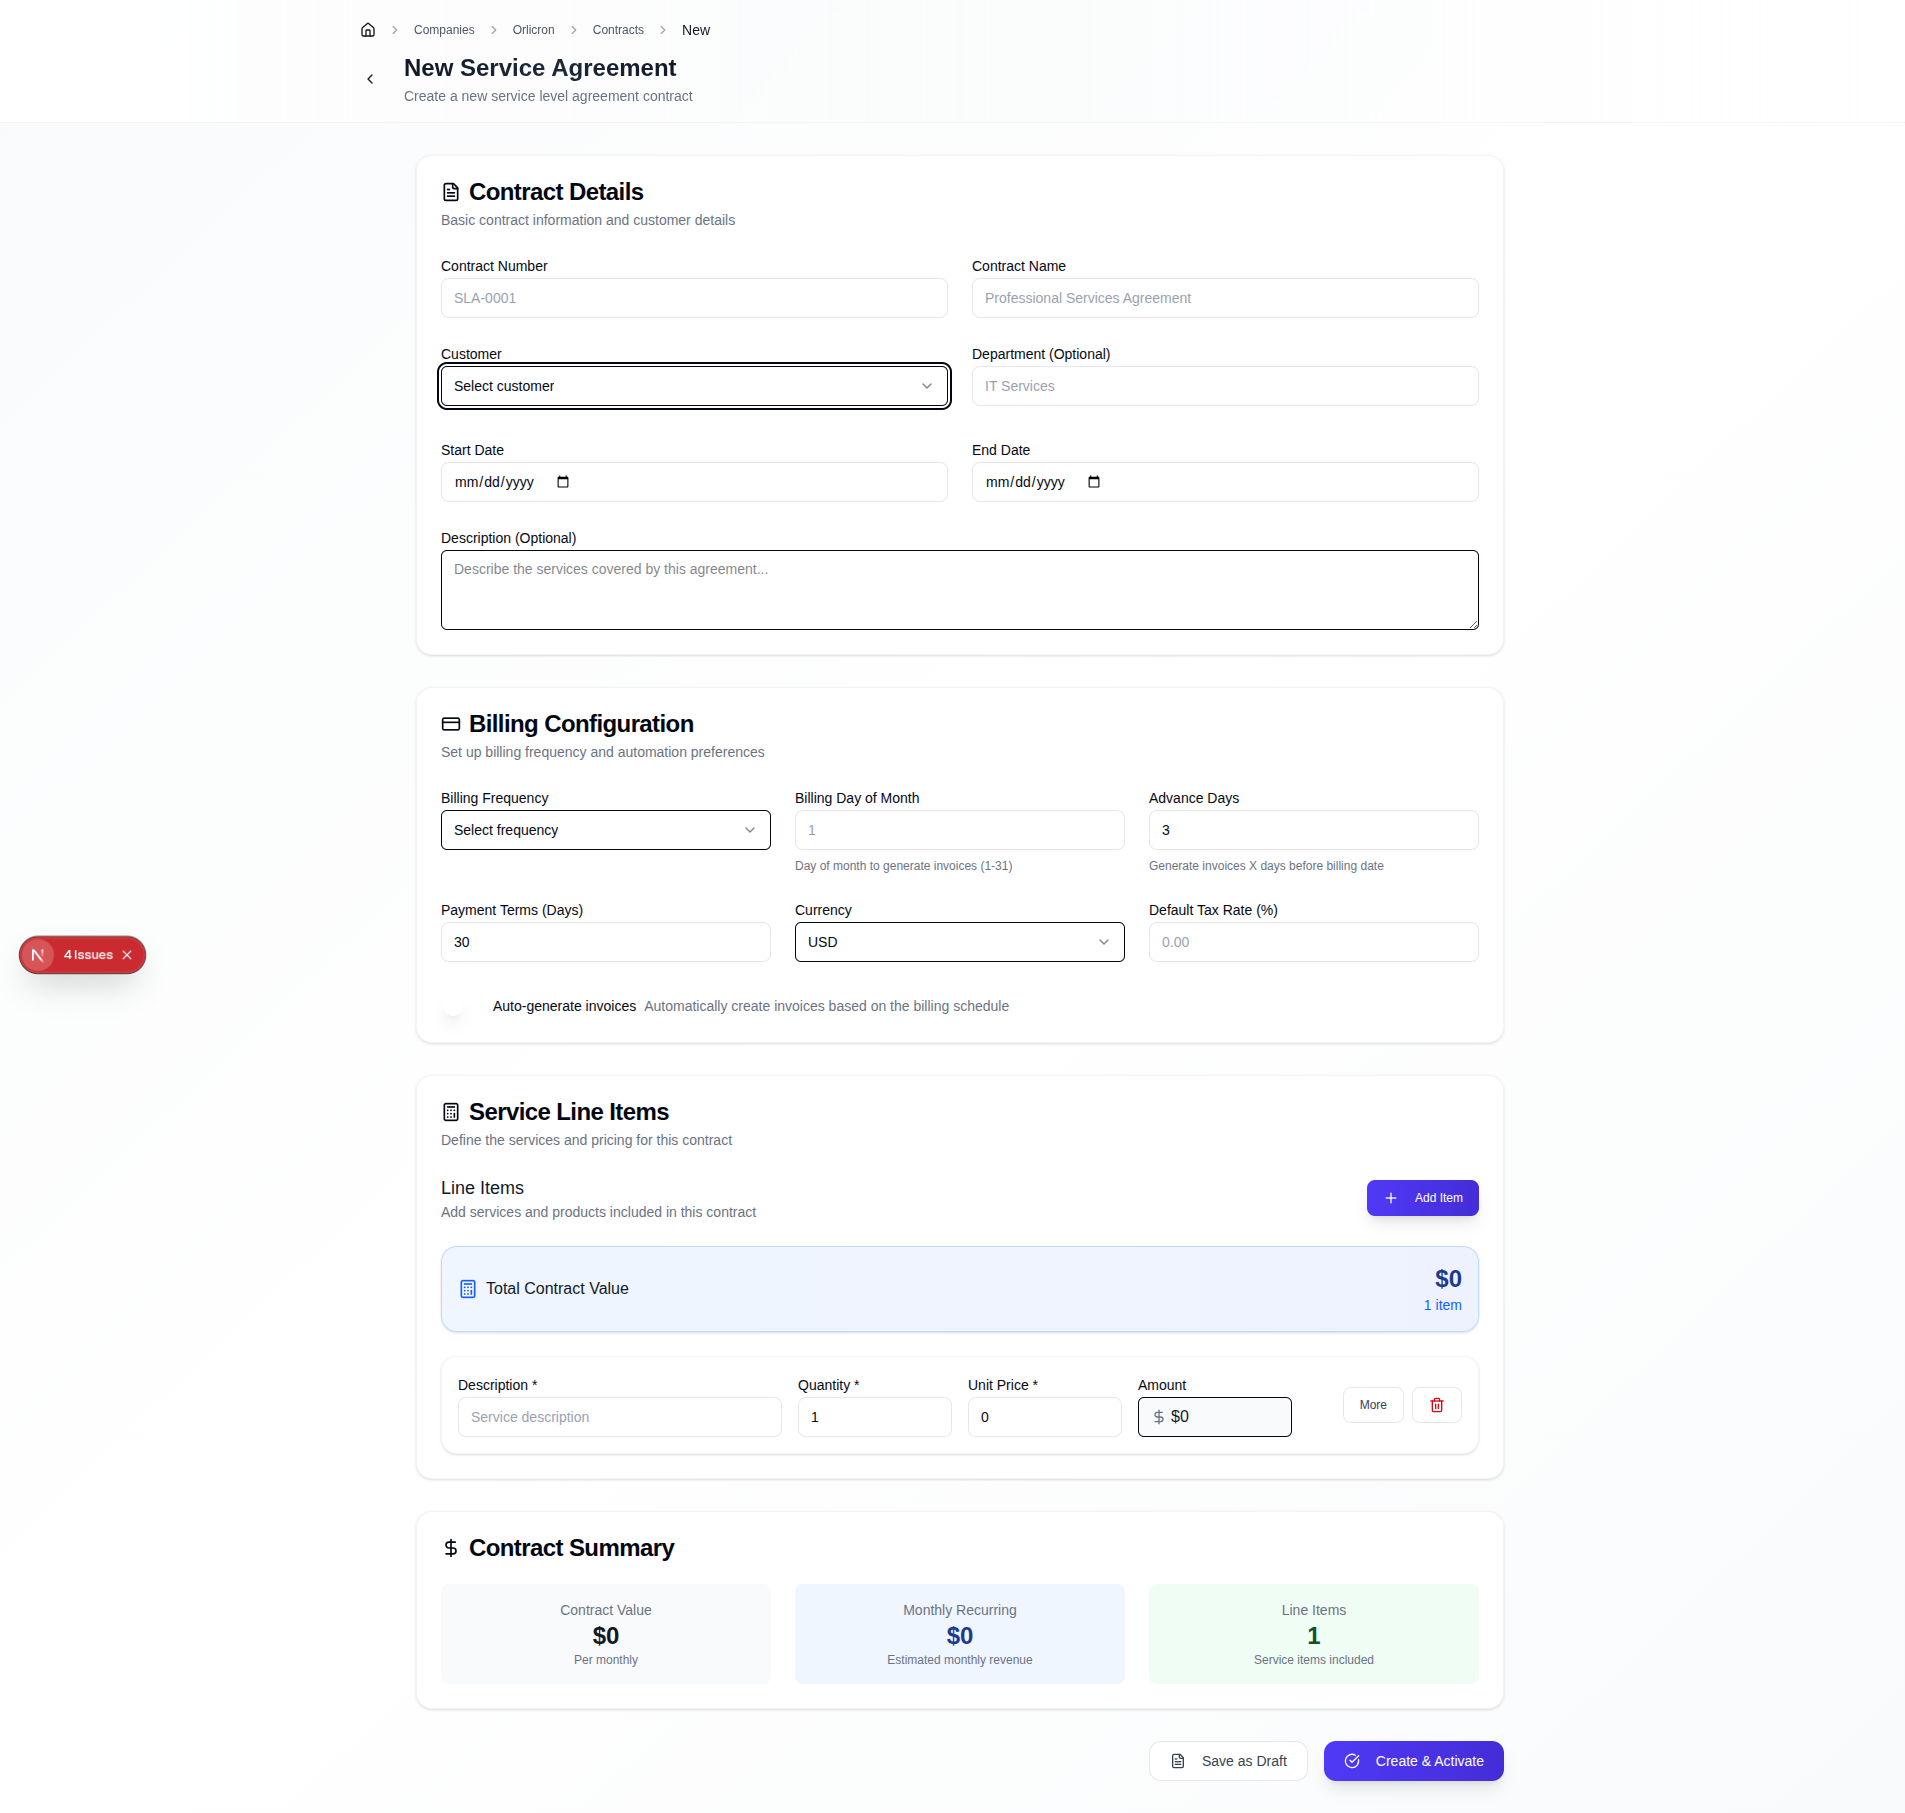 Companies > Orlicron > Contracts > New
New Service Agreement
Create a new service level agreement contract
Contract Details
Basic contract information and customer details
Contract Number
SLA-0001
Contract Name
Professional Services Agreement
Customer
Select customer
Department (Optional)
IT Services
Start Date
mm/dd/yyyy
End Date
mm/dd/yyyy
Description (Optional)
Describe the services covered by this agreement...
Billing Configuration
Set up billing frequency and automation preferences
Billing Frequency
Select frequency
Billing Day of Month
1
Day of month to generate invoices (1-31)
Advance Days
3
Generate invoices X days before billing date
Payment Terms (Days)
30
Currency
USD
Default Tax Rate (%)
0.00
4 Issues
Auto-generate invoices Automatically create invoices based on the billing schedule
Service Line Items
Define the services and pricing for this contract
Line Items
Add services and products included in this contract
Add Item
Total Contract Value
$0
1 item
Description *
Service description
Quantity *
1
Unit Price *
0
Amount
$ $0
More
Contract Summary
Contract Value
$0
Per monthly
Monthly Recurring
$0
Estimated monthly revenue
Line Items
1
Service items included
Save as Draft
Create & Activate